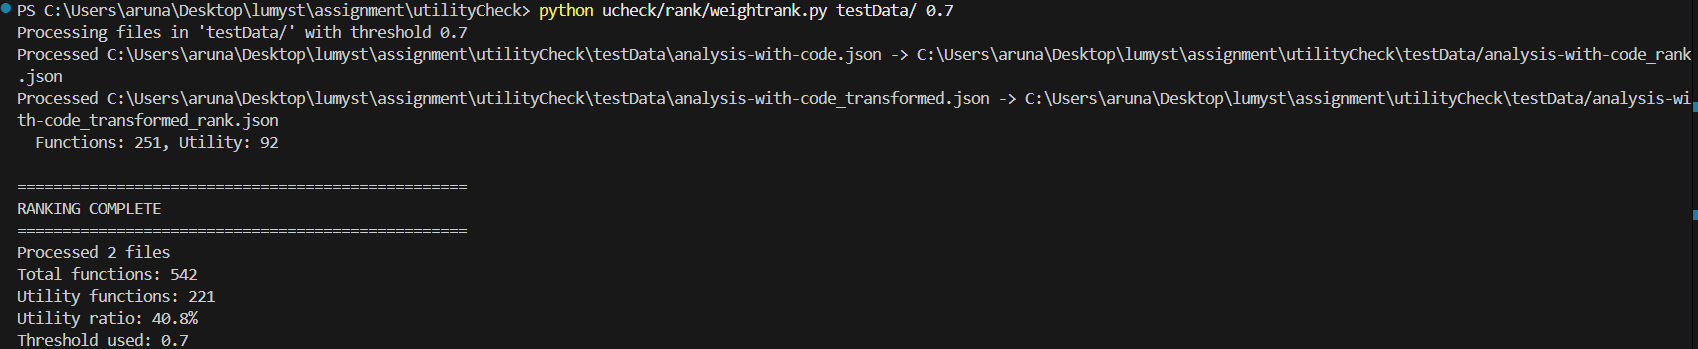 PS C:\Users\aruna\Desktop\lumyst\assignment\utilityCheck> python ucheck/rank/weightrank.py testData/ 0.7
Processing files in 'testData/' with threshold 0.7
Processed C:\Users\aruna\Desktop\lumyst\assignment\utilityCheck\testData\analysis-with-code.json -> C:\Users\aruna\Desktop\lumyst\assignment\utilityCheck\testData/analysis-with-code_rank
.json
Processed C:\Users\aruna\Desktop\lumyst\assignment\utilityCheck\testData\analysis-with-code_transformed.json -> C:\Users\aruna\Desktop\lumyst\assignment\utilityCheck\testData/analysis-wi
th-code_transformed_rank.json
  Functions: 251, Utility: 92

==================================================
RANKING COMPLETE
==================================================
Processed 2 files
Total functions: 542
Utility functions: 221
Utility ratio: 40.8%
Threshold used: 0.7